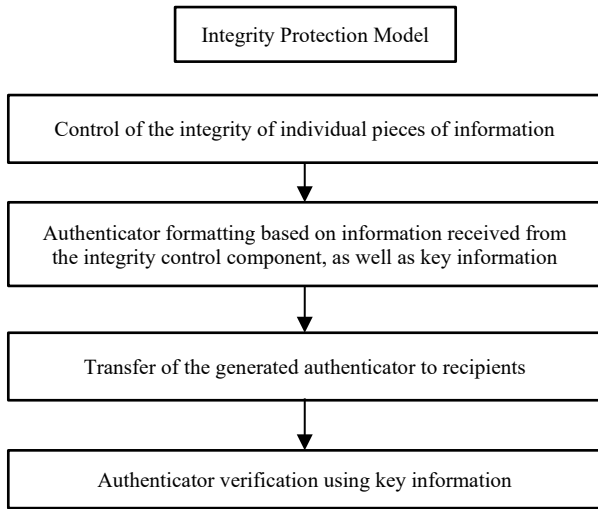 Integrity Protection Model
Control of the integrity of individual pieces of information
Authenticator formatting based on information received from
the integrity control component, as well as key information
Transfer of the generated authenticator to recipients
Authenticator verification using key information